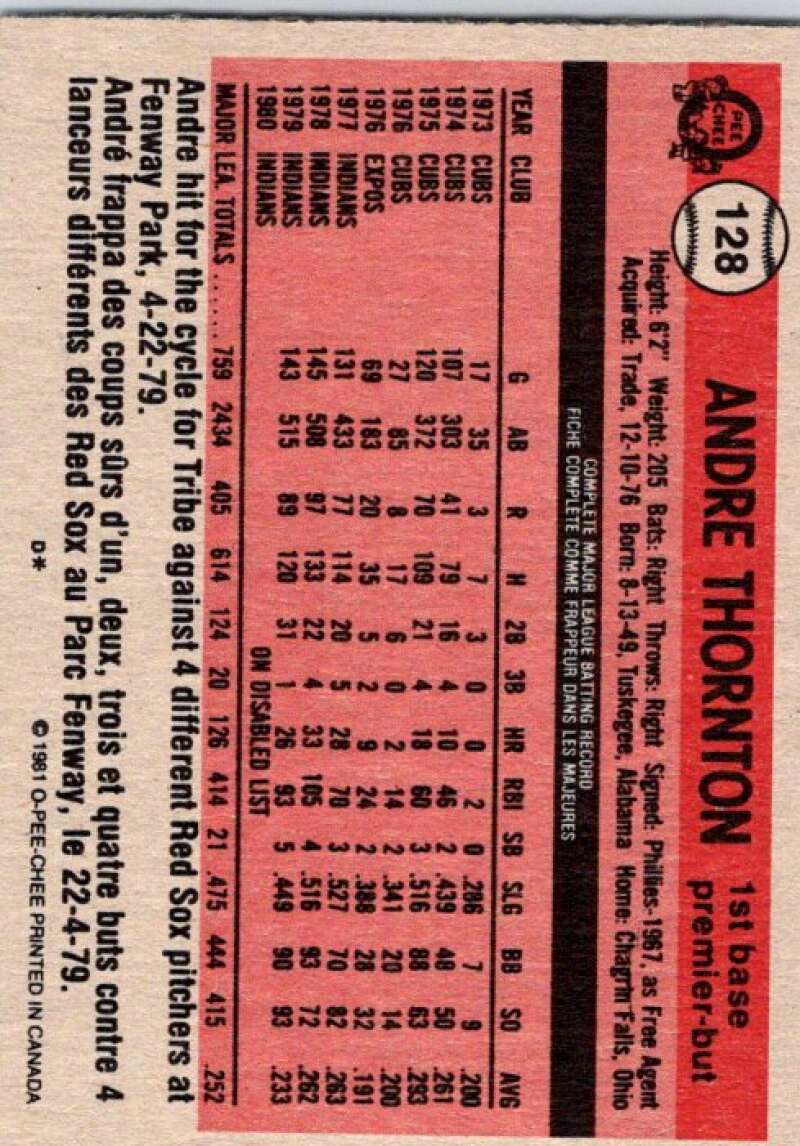 PEE
CHEE
128
ANDRE THORNTON
1st base
premier-but
Height: 6'2" Weight: 205 Bats: Right Throws: Right Signed: Phillies-1967, as Free Agent
Acquired: Trade, 12-10-76 Born: 8-13-49, Tuskegee, Alabama Home: Chagrin Falls, Ohio
COMPLETE MAJOR LEAGUE BATTING RECORD
FICHE COMPLÈTE COMME FRAPPEUR DANS LES MAJEURES
YEAR CLUB G AB R H 2B 3B HR RBI SB SLG BB SO AVG
1973 CUBS 17 35 3 7 3 0 0 2 0 .286 7 9 .200
1974 CUBS 107 303 41 79 16 4 10 46 2 .439 48 50 .261
1975 CUBS 120 372 70 109 21 4 18 60 3 .516 88 63 .293
1976 CUBS 27 85 8 17 6 0 2 14 2 .341 20 14 .200
1976 EXPOS 69 183 20 35 5 2 9 24 2 .388 28 32 .191
1977 INDIANS 131 433 77 114 20 5 28 70 3 .527 70 82 .263
1978 INDIANS 145 508 97 133 22 4 33 105 4 .516 93 72 .262
1979 INDIANS 143 515 89 120 31 1 26 93 5 .449 90 93 .233
1980 INDIANS ON DISABLED LIST
MAJOR LEA. TOTALS ...... 759 2434 405 614 124 20 126 414 21 .475 444 415 .252
Andre hit for the cycle for Tribe against 4 different Red Sox pitchers at
Fenway Park, 4-22-79.
André frappa des coups sûrs d'un, deux, trois et quatre buts contre 4
lanceurs différents des Red Sox au Parc Fenway, le 22-4-79.
D* © 1981 O-PEE-CHEE PRINTED IN CANADA